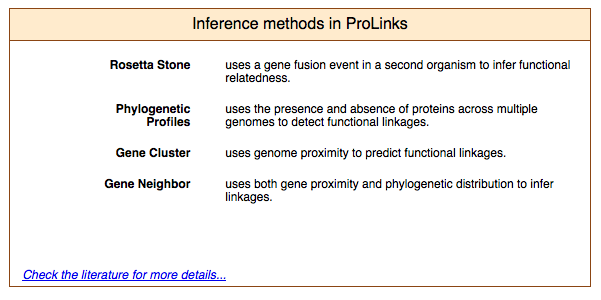 Inference methods in ProLinks
Rosetta Stone uses a gene fusion event in a second organism to infer functional
relatedness.
Phylogenetic uses the presence and absence of proteins across multiple
Profiles genomes to detect functional linkages.
Gene Cluster uses genome proximity to predict functional linkages.
Gene Neighbor uses both gene proximity and phylogenetic distribution to infer
linkages.
Check the literature for more details...